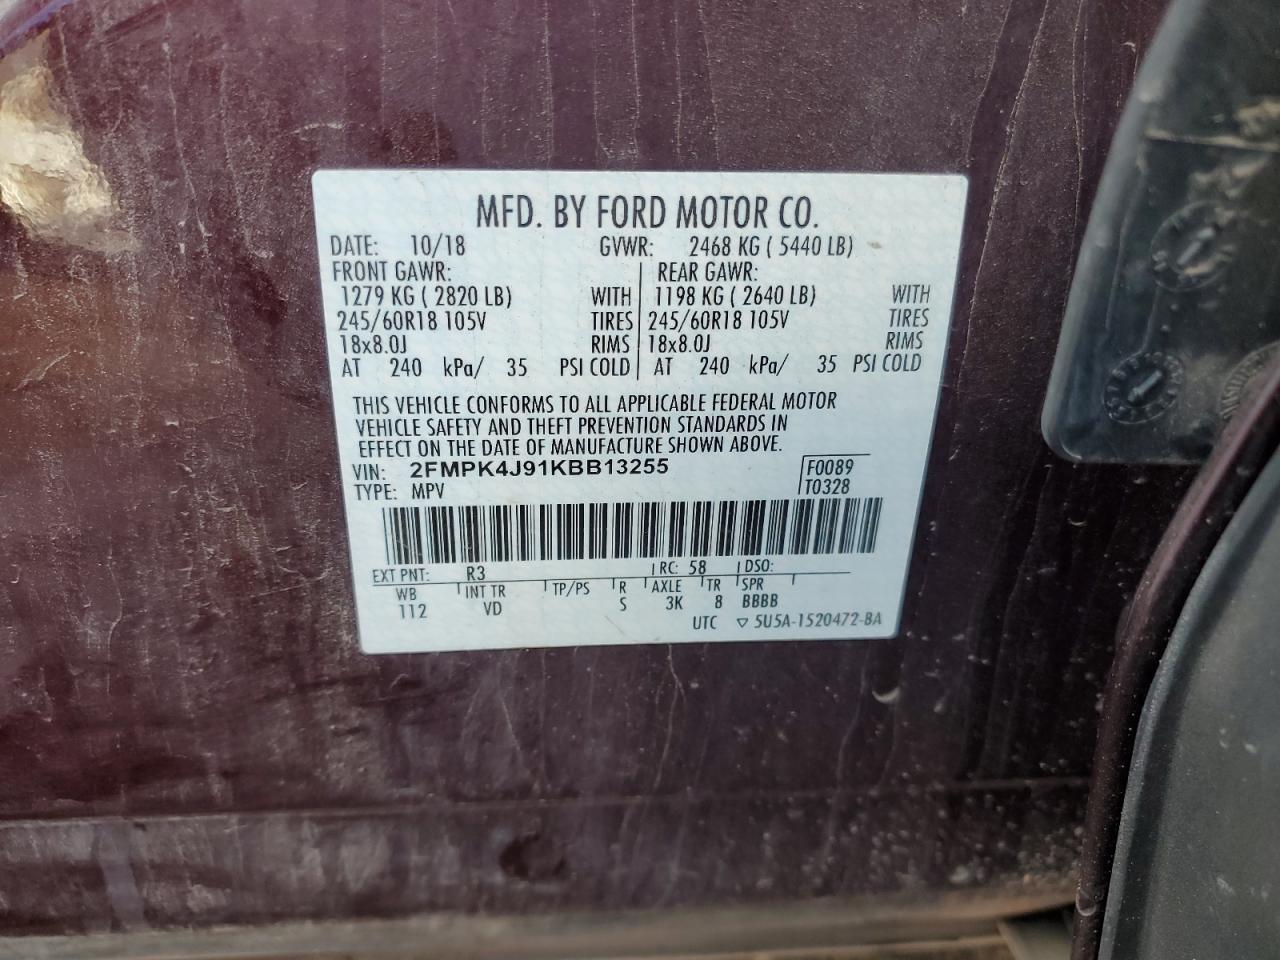 MFD. BY FORD MOTOR CO.
DATE: 10/18 GVWR: 2468 KG ( 5440 LB)
FRONT GAWR: REAR GAWR:
1279 KG ( 2820 LB) WITH 1198 KG ( 2640 LB) WITH
245/60R18 105V TIRES 245/60R18 105V TIRES
18x8.0J RIMS 18x8.0J RIMS
AT 240 kPa/ 35 PSI COLD AT 240 kPa/ 35 PSI COLD
THIS VEHICLE CONFORMS TO ALL APPLICABLE FEDERAL MOTOR
VEHICLE SAFETY AND THEFT PREVENTION STANDARDS IN
EFFECT ON THE DATE OF MANUFACTURE SHOWN ABOVE.
VIN: 2FMPK4J91KBB13255 F0089
TYPE: MPV T0328
EXT PNT: R3 RC: 58 DSO:
WB INT TR TP/PS R AXLE TR SPR
112 VD S 3K 8 BBBB
UTC ▽ 5U5A-1520472-BA